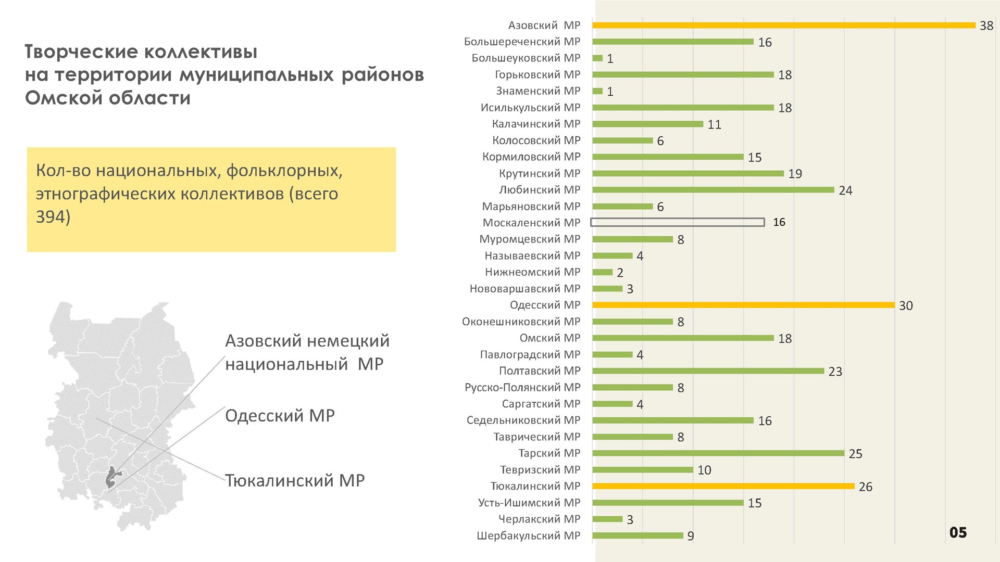 Творческие коллективы
на территории муниципальных районов
Омской области
Кол-во национальных, фольклорных,
этнографических коллективов (всего
394)
Азовский немецкий
национальный МР
Одесский МР
Тюкалинский МР
Азовский МР 38
Большереченский МР 16
Большеуковский МР 1
Горьковский МР 18
Знаменский МР 1
Исилькульский МР 18
Калачинский МР 11
Колосовский МР 6
Кормиловский МР 15
Крутинский МР 19
Любинский МР 24
Марьяновский МР 6
Москаленский МР 16
Муромцевский МР 8
Называевский МР 4
Нижнеомский МР 2
Нововаршавский МР 3
Одесский МР 30
Оконешниковский МР 8
Омский МР 18
Павлоградский МР 4
Полтавский МР 23
Русско-Полянский МР 8
Саргатский МР 4
Седельниковский МР 16
Таврический МР 8
Тарский МР 25
Тевризский МР 10
Тюкалинский МР 26
Усть-Ишимский МР 15
Черлакский МР 3
Шербакульский МР 9
05